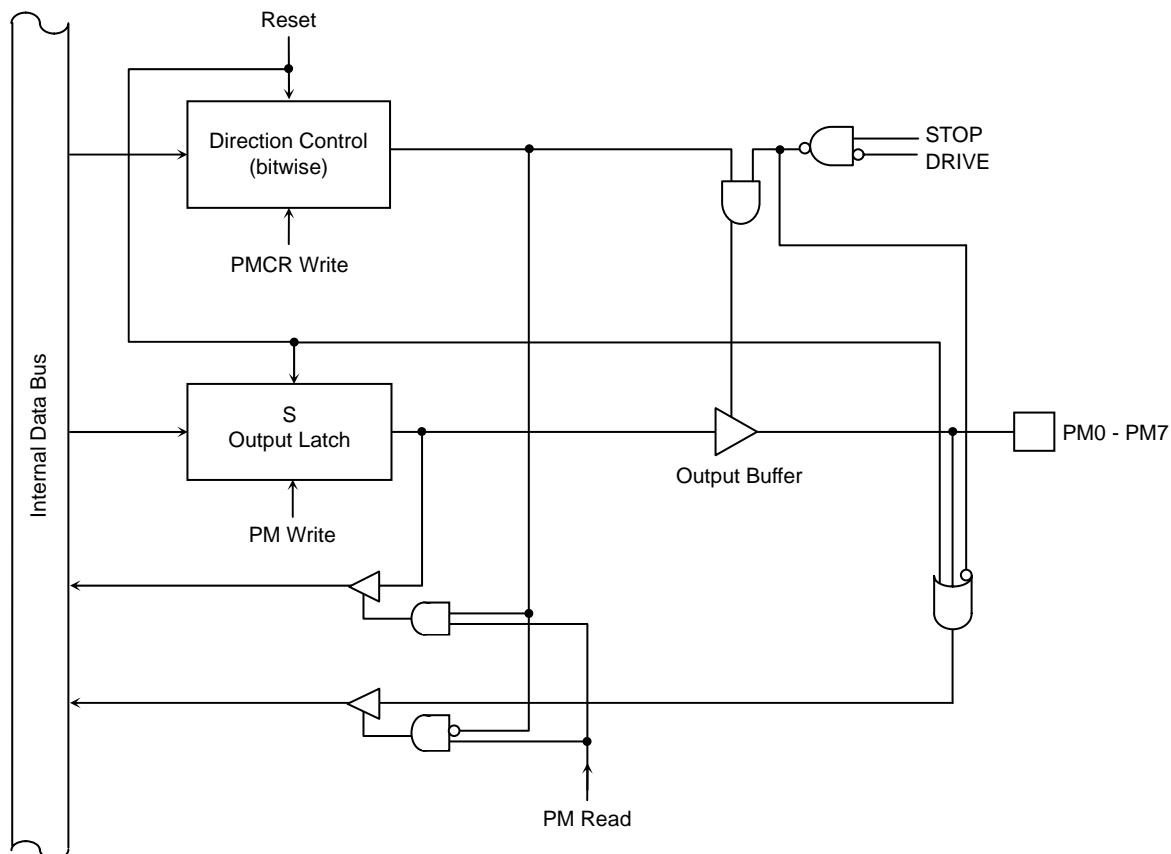 Reset
Direction Control
(bitwise)
STOP
DRIVE
PMCR Write
Internal Data Bus
S
Output Latch
PM0 - PM7
Output Buffer
PM Write
PM Read